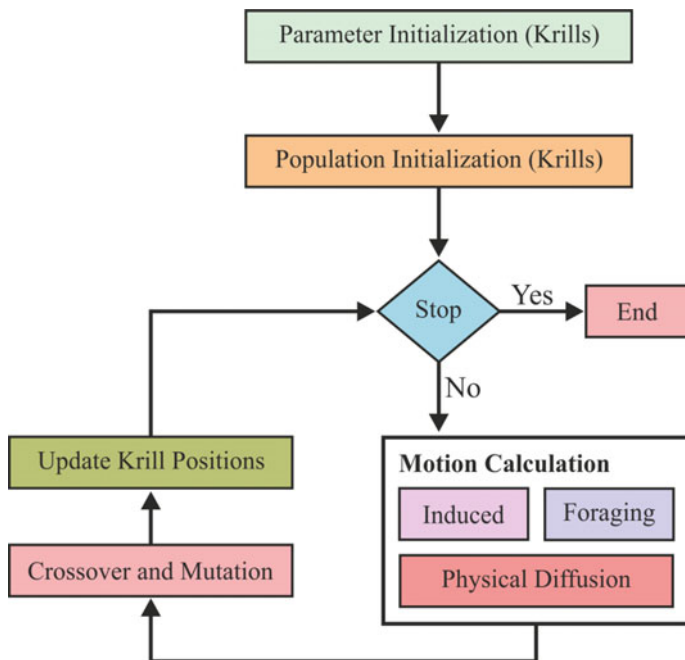 Parameter Initialization (Krills)
Population Initialization (Krills)
Stop
Yes
End
No
Motion Calculation
Induced
Foraging
Physical Diffusion
Update Krill Positions
Crossover and Mutation